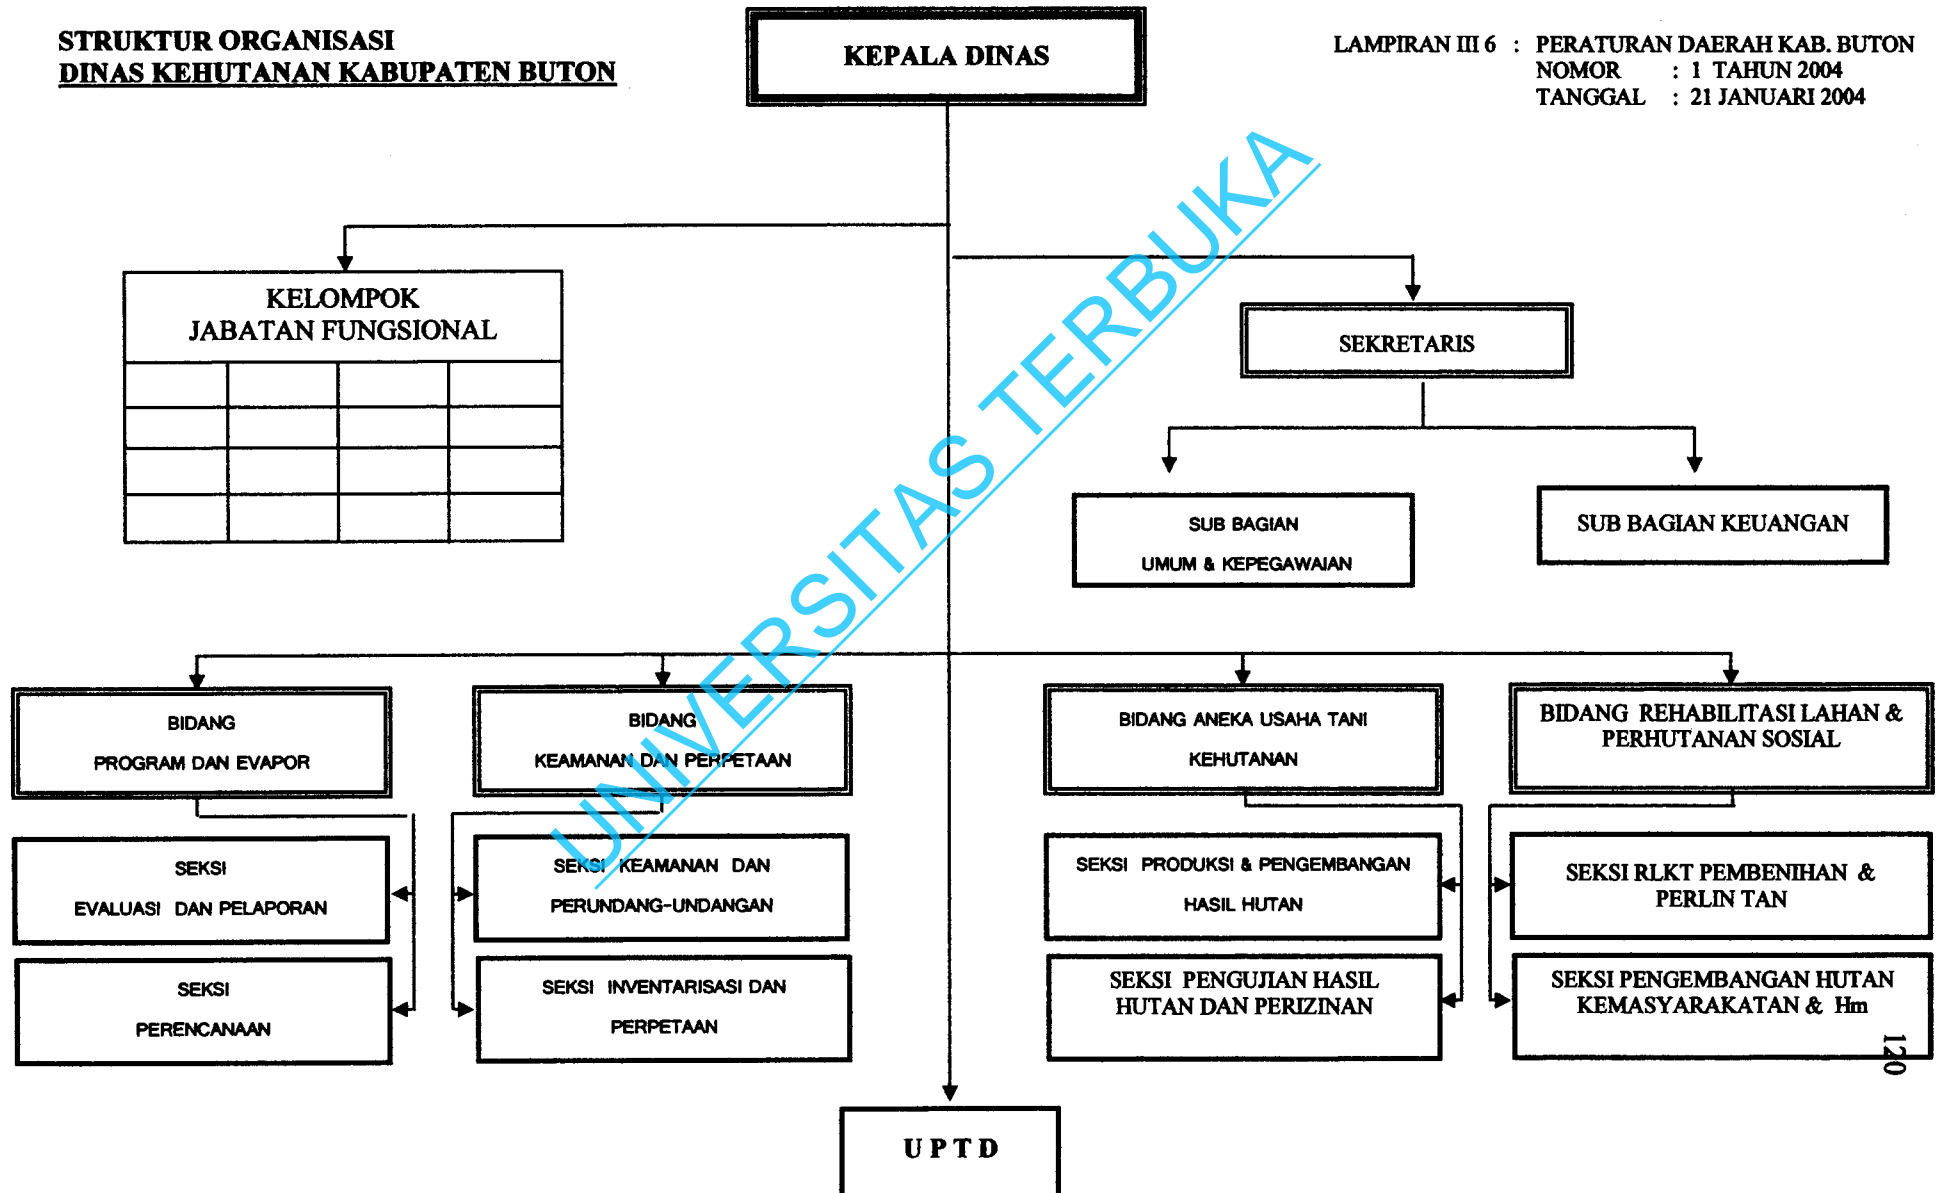 STRUKTUR ORGANISASI
DINAS KEHUTANAN KABUPATEN BUTON
KEPALA DINAS
LAMPIRAN III 6 : PERATURAN DAERAH KAB. BUTON
NOMOR : 1 TAHUN 2004
TANGGAL : 21 JANUARI 2004
KELOMPOK
JABATAN FUNGSIONAL
SEKRETARIS
SUB BAGIAN
UMUM & KEPEGAWAIAN
SUB BAGIAN KEUANGAN
BIDANG
PROGRAM DAN EVAPOR
BIDANG
KEAMANAN DAN PERPETAAN
BIDANG ANEKA USAHA TANI
KEHUTANAN
BIDANG REHABILITASI LAHAN &
PERHUTANAN SOSIAL
SEKSI
EVALUASI DAN PELAPORAN
SEKSI KEAMANAN DAN
PERUNDANG-UNDANGAN
SEKSI PRODUKSI & PENGEMBANGAN
HASIL HUTAN
SEKSI RLKT PEMBENIHAN &
PERLIN TAN
SEKSI
PERENCANAAN
SEKSI INVENTARISASI DAN
PERPETAAN
SEKSI PENGUJIAN HASIL
HUTAN DAN PERIZINAN
SEKSI PENGEMBANGAN HUTAN
KEMASYARAKATAN & Hm
U P T D
120
UNIVERSITAS TERBUKA